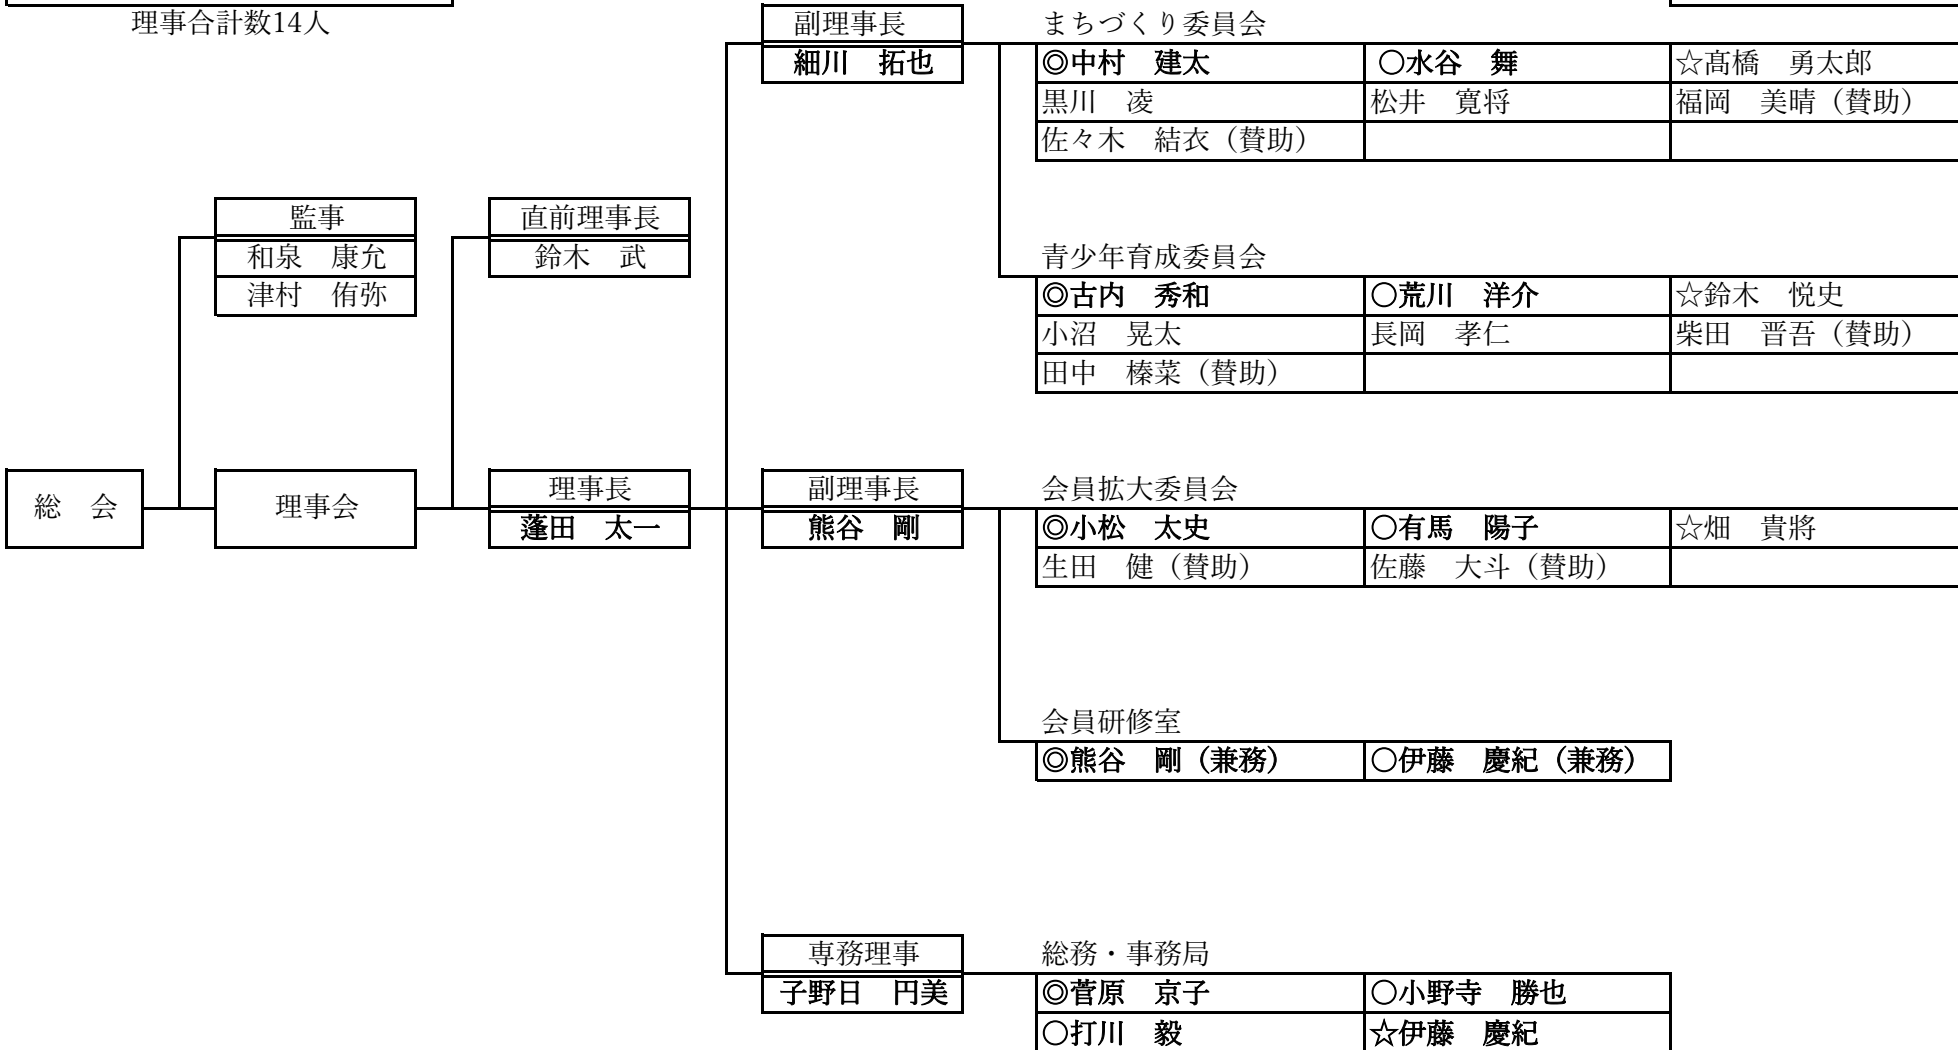 理事合計数14人
副理事長
細川　拓也
まちづくり委員会
◎中村　建太　〇水谷　舞　☆髙橋　勇太郎
黒川　凌　松井　寛将　福岡　美晴（賛助）
佐々木　結衣（賛助）
監事
和泉　康允
津村　侑弥
直前理事長
鈴木　武
青少年育成委員会
◎古内　秀和　〇荒川　洋介　☆鈴木　悦史
小沼　晃太　長岡　孝仁　柴田　晋吾（賛助）
田中　榛菜（賛助）
総　会
理事会
理事長
蓬田　太一
副理事長
熊谷　剛
会員拡大委員会
◎小松　太史　〇有馬　陽子　☆畑　貴將
生田　健（賛助）　佐藤　大斗（賛助）
会員研修室
◎熊谷　剛（兼務）　〇伊藤　慶紀（兼務）
専務理事
子野日　円美
総務・事務局
◎菅原　京子　〇小野寺　勝也
〇打川　毅　☆伊藤　慶紀